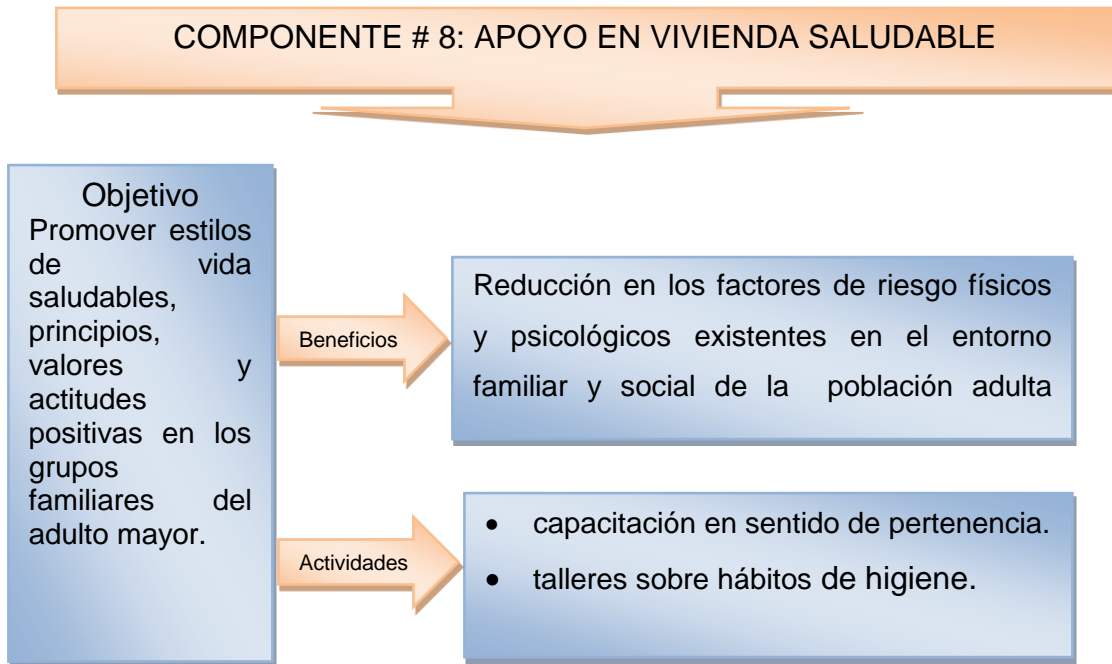 COMPONENTE # 8: APOYO EN VIVIENDA SALUDABLE
Objetivo
Promover estilos
de vida
saludables,
principios,
valores y
actitudes
positivas en los
grupos
familiares del
adulto mayor.
Beneficios
Reducción en los factores de riesgo físicos
y psicológicos existentes en el entorno
familiar y social de la población adulta
Actividades
• capacitación en sentido de pertenencia.
• talleres sobre hábitos de higiene.